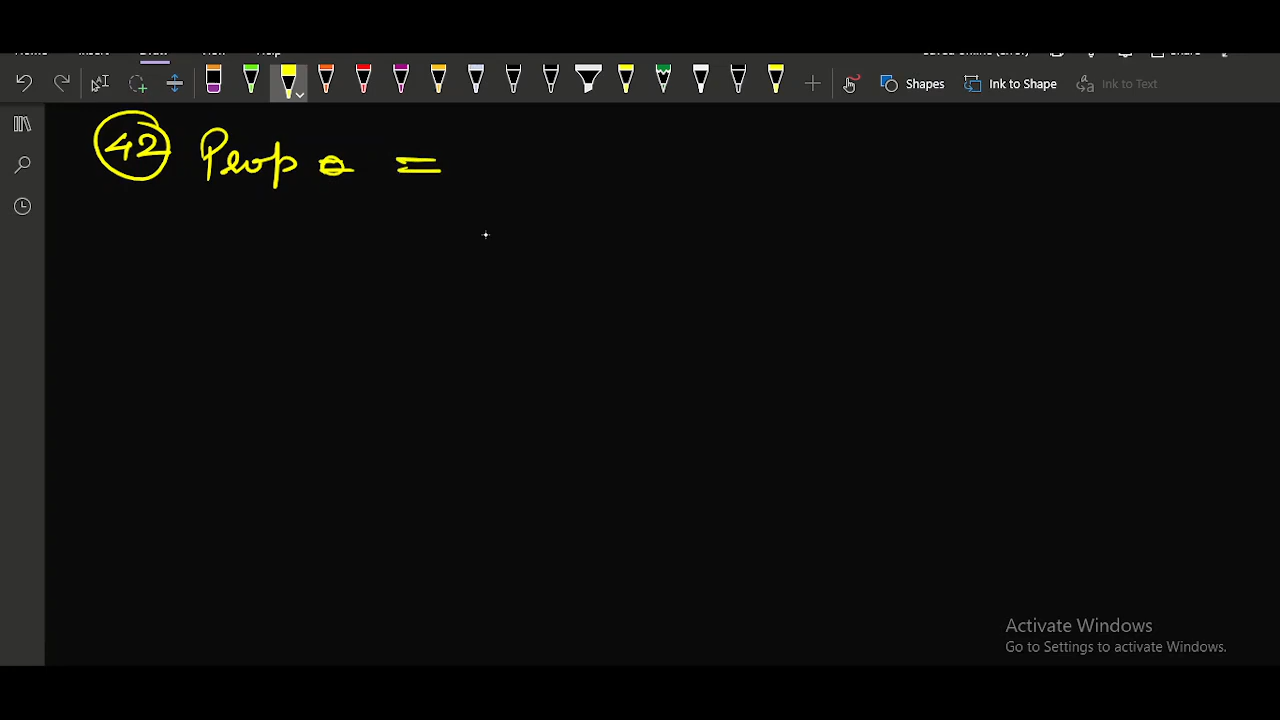 Shapes Ink to Shape Ink to Text
42 Prop =
Activate Windows
Go to Settings to activate Windows.